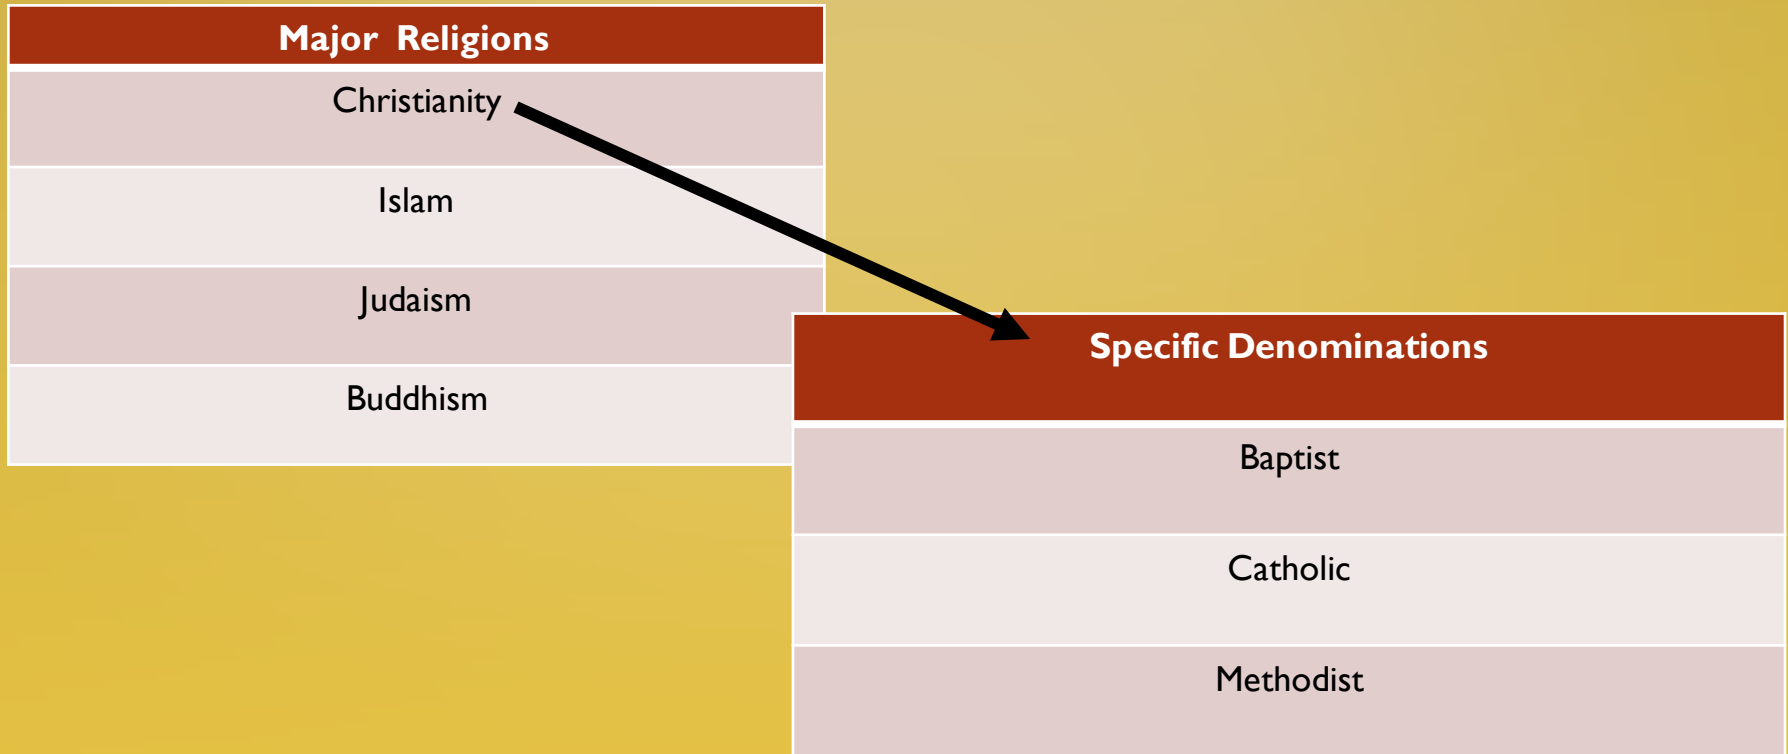 Major Religions
Christianity
Islam
Judaism
Buddhism
Specific Denominations
Baptist
Catholic
Methodist